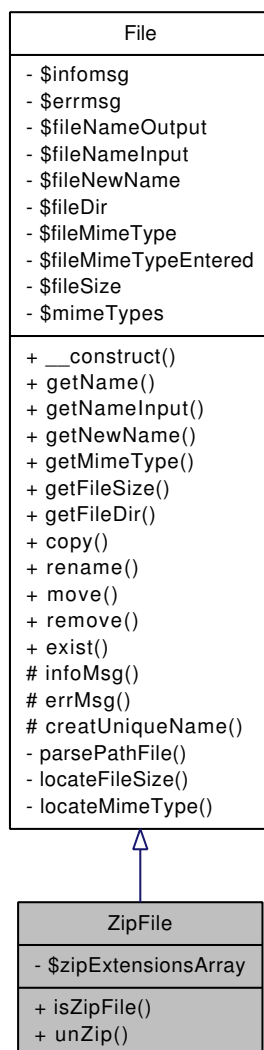 File
- $infomsg
- $errmsg
- $fileNameOutput
- $fileNameInput
- $fileNewName
- $fileDir
- $fileMimeType
- $fileMimeTypeEntered
- $fileSize
- $mimeTypes
+ __construct()
+ getName()
+ getNameInput()
+ getNewName()
+ getMimeType()
+ getFileSize()
+ getFileDir()
+ copy()
+ rename()
+ move()
+ remove()
+ exist()
# infoMsg()
# errMsg()
# creatUniqueName()
- parsePathFile()
- locateFileSize()
- locateMimeType()
ZipFile
- $zipExtensionsArray
+ isZipFile()
+ unZip()